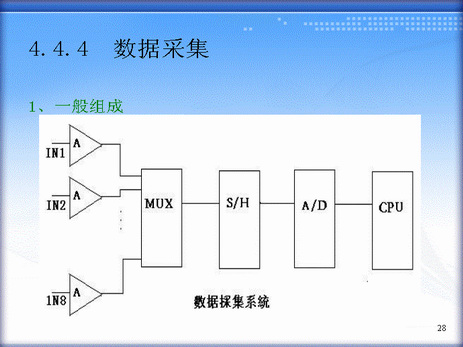 4.4.4 数据采集
1、一般组成
IN1
A
IN2
A
1N8
A
MUX
S/H
A/D
CPU
数据採集系统
28